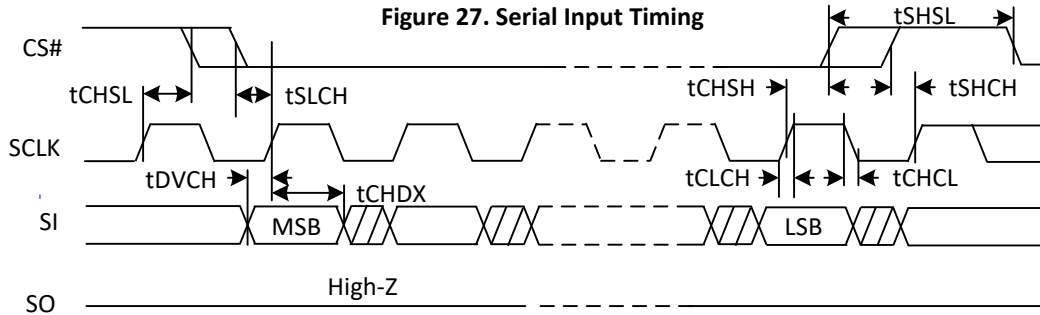 Figure 27. Serial Input Timing
tSHSL
CS#
tCHSL
tSLCH
tCHSH
tSHCH
SCLK
tDVCH
tCHDX
tCLCH
tCHCL
SI
MSB
LSB
High-Z
SO